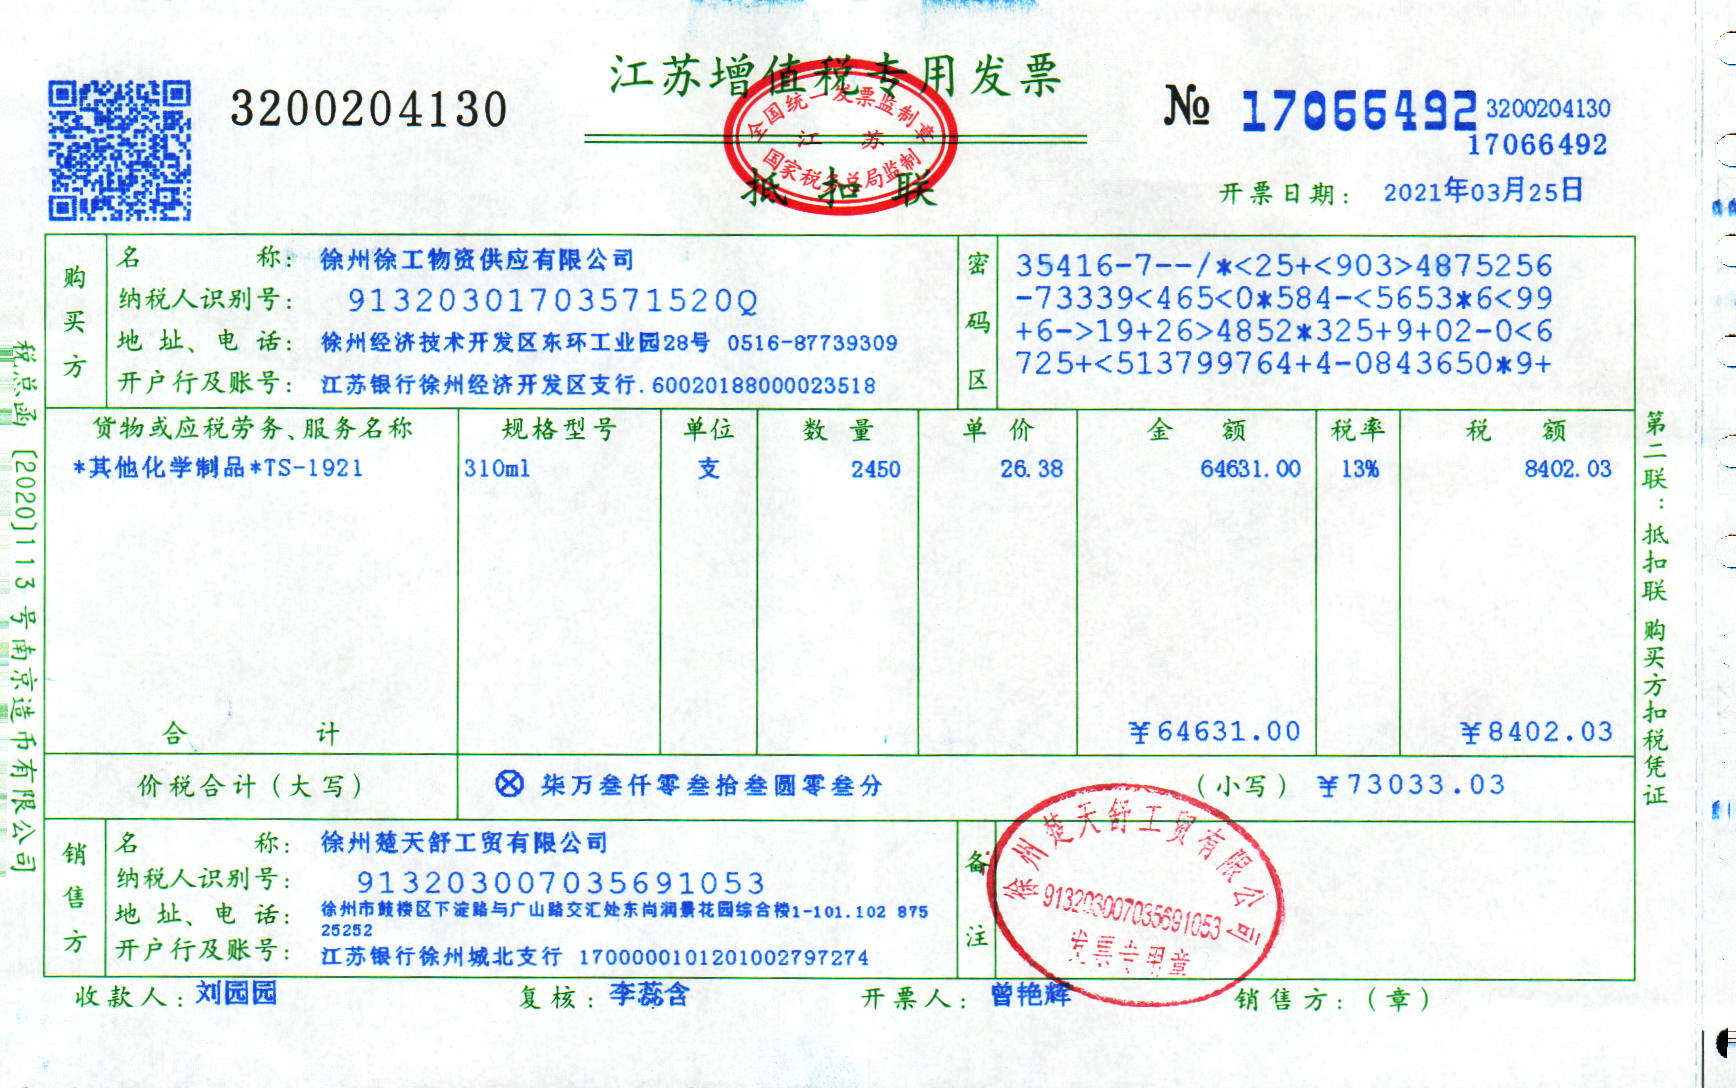 江苏增值税专用发票
3200204130
№ 17066492 3200204130
17066492
全国统一发票监制章
江 苏
国家税务总局监制
抵扣联
开票日期： 2021年03月25日
购买方
名 称： 徐州徐工物资供应有限公司
纳税人识别号： 91320301703571520Q
地 址、电 话： 徐州经济技术开发区东环工业园28号 0516-87739309
开户行及账号： 江苏银行徐州经济开发区支行.60020188000023518
密码区
35416-7--/*<25+<903>4875256
-73339<465<0*584-<5653*6<99
+6->19+26>4852*325+9+02-0<6
725+<513799764+4-0843650*9+
货物或应税劳务、服务名称 规格型号 单位 数 量 单 价 金 额 税率 税 额
*其他化学制品*TS-1921 310ml 支 2450 26.38 64631.00 13% 8402.03
合 计 ￥64631.00 ￥8402.03
价税合计（大写） ⊗ 柒万叁仟零叁拾叁圆零叁分 （小写） ￥73033.03
销售方
名 称： 徐州楚天舒工贸有限公司
纳税人识别号： 913203007035691053
地 址、电 话： 徐州市鼓楼区下淀路与广山路交汇处东尚润景花园综合楼1-101.102 875
25252
开户行及账号： 江苏银行徐州城北支行 17000001012010027972​74
备注
徐州楚天舒工贸有限公司
913203007035691053
发票专用章
收款人： 刘园园 复核： 李蕊含 开票人： 曾艳辉 销售方：（章）
税总函[2020]113号南京造币有限公司
第二联：抵扣联 购买方扣税凭证